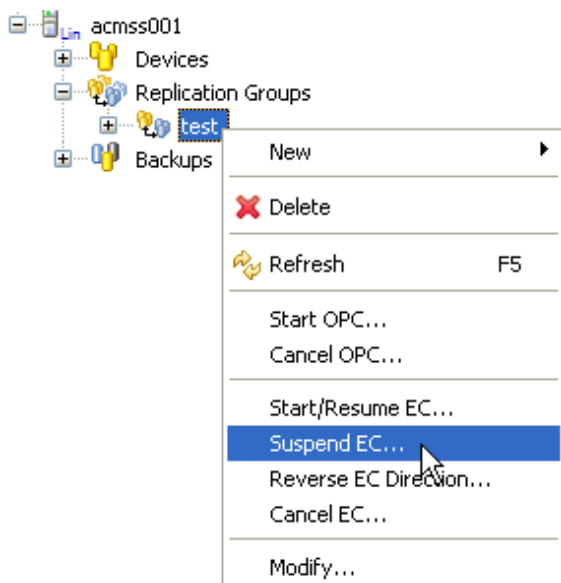 Lin acmss001
Devices
Replication Groups
test
Backups
New
Delete
Refresh F5
Start OPC...
Cancel OPC...
Start/Resume EC...
Suspend EC...
Reverse EC Direction...
Cancel EC...
Modify...